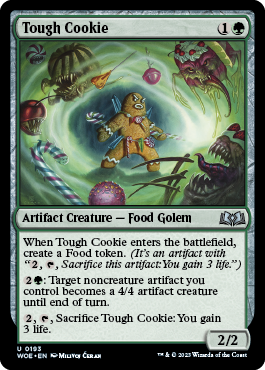 Tough Cookie 1
Artifact Creature — Food Golem
When Tough Cookie enters the battlefield,
create a Food token. (It's an artifact with
"2, , Sacrifice this artifact: You gain 3 life.")
2 : Target noncreature artifact you
control becomes a 4/4 artifact creature
until end of turn.
2, , Sacrifice Tough Cookie: You gain
3 life.
2/2
U 0193
WOE • EN Milivoj Ćeran ™ & © 2023 Wizards of the Coast